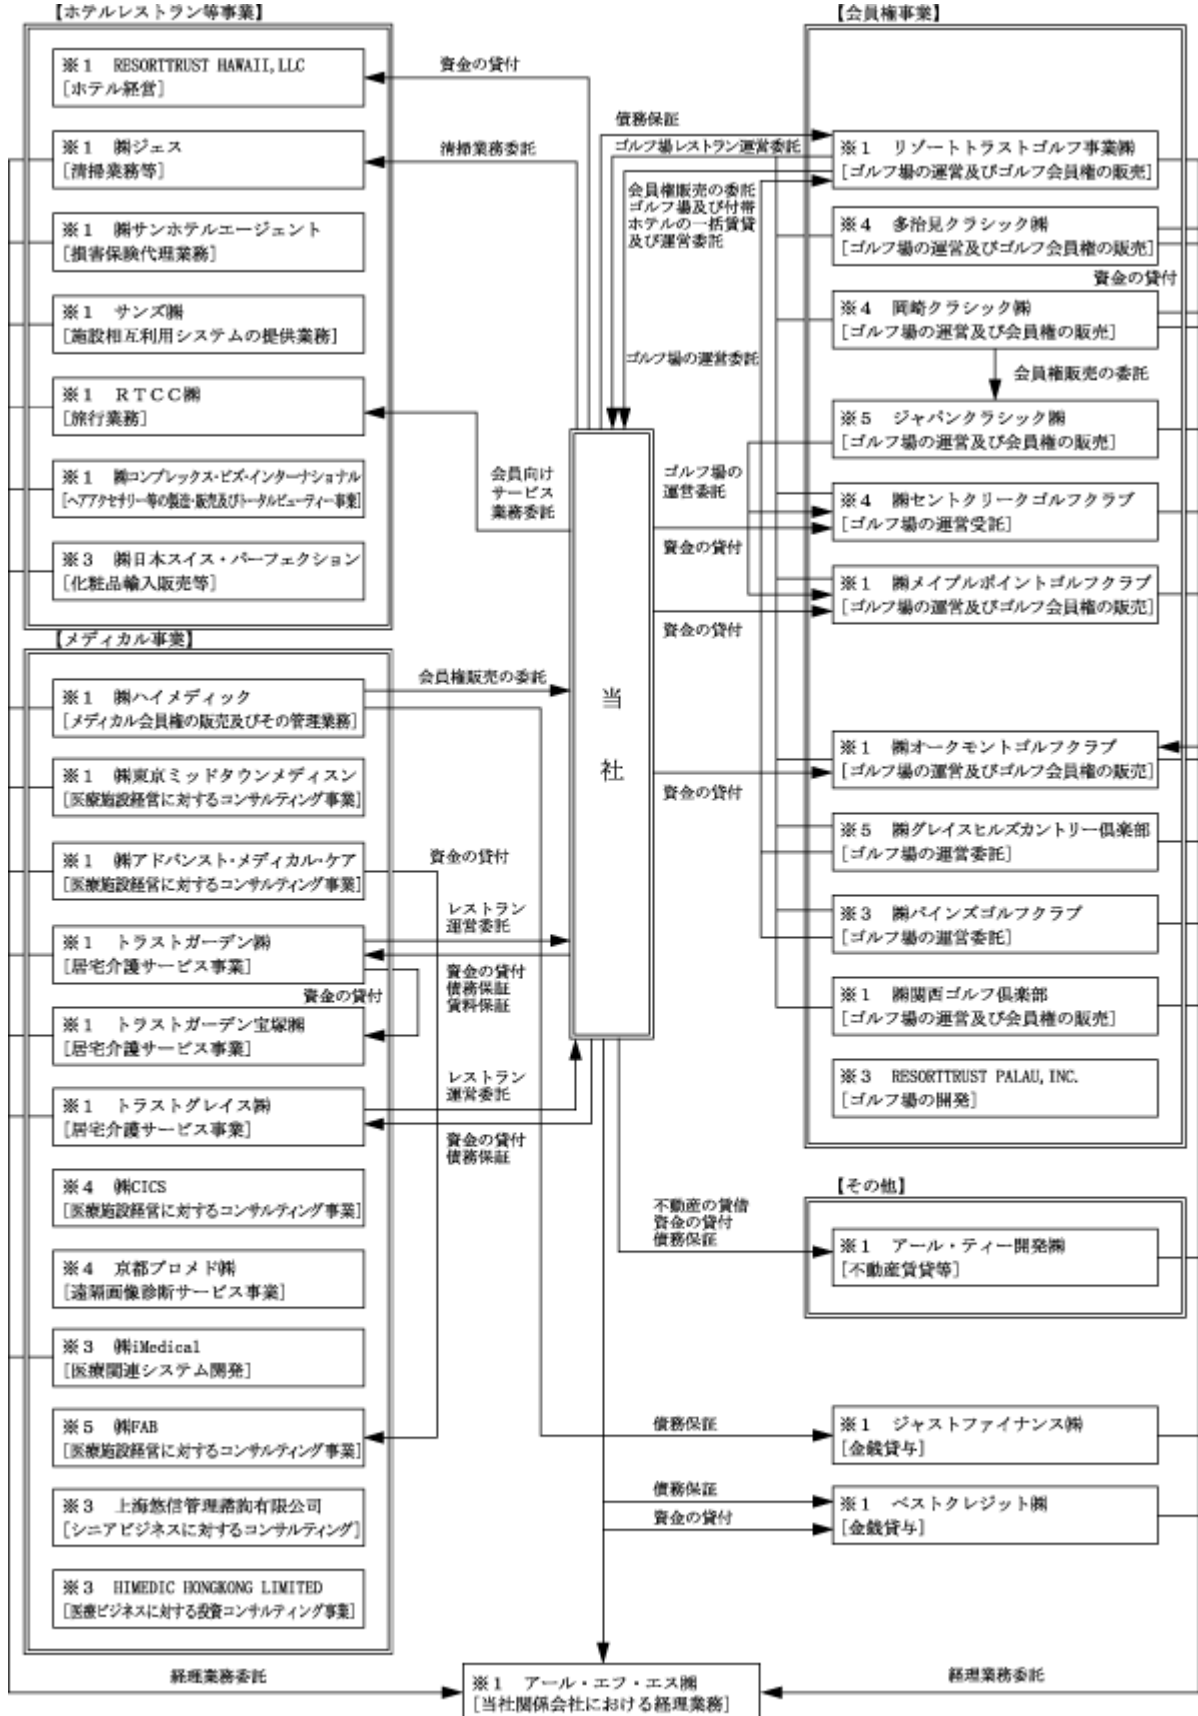 【ホテルレストラン等事業】
※1 RESORTTRUST HAWAII,LLC
[ホテル経営]
※1 ㈱ジェス
[清掃業務等]
※1 ㈱サンホテルエージェント
[損害保険代理業務]
※1 サンズ㈱
[施設相互利用システムの提供業務]
※1 RTCC㈱
[旅行業務]
※1 ㈱コンプレックス・ビズ・インターナショナル
[ヘアアクセサリー等の製造・販売及びトータルビューティー事業]
※3 ㈱日本スイス・パーフェクション
[化粧品輸入販売等]
【メディカル事業】
※1 ㈱ハイメディック
[メディカル会員権の販売及びその管理業務]
※1 ㈱東京ミッドタウンメディスン
[医療施設経営に対するコンサルティング事業]
※1 ㈱アドバンスト・メディカル・ケア
[医療施設経営に対するコンサルティング事業]
※1 トラストガーデン㈱
[居宅介護サービス事業]
資金の貸付
※1 トラストガーデン宝塚㈱
[居宅介護サービス事業]
※1 トラストグレイス㈱
[居宅介護サービス事業]
※4 ㈱CICS
[医療施設経営に対するコンサルティング事業]
※4 京都プロメド㈱
[遠隔画像診断サービス事業]
※3 ㈱iMedical
[医療関連システム開発]
※5 ㈱FAB
[医療施設経営に対するコンサルティング事業]
※3 上海悠信管理諮詢有限公司
[シニアビジネスに対するコンサルティング]
※3 HIMEDIC HONGKONG LIMITED
[医療ビジネスに対する投資コンサルティング事業]
経理業務委託
資金の貸付
清掃業務委託
会員向け
サービス
業務委託
会員権販売の委託
資金の貸付
レストラン
運営委託
資金の貸付
債務保証
賃料保証
レストラン
運営委託
資金の貸付
債務保証
当
社
債務保証
ゴルフ場レストラン運営委託
会員権販売の委託
ゴルフ場及び付帯
ホテルの一括賃貸
及び運営委託
ゴルフ場の運営委託
ゴルフ場の
運営委託
資金の貸付
資金の貸付
資金の貸付
不動産の賃借
資金の貸付
債務保証
債務保証
債務保証
資金の貸付
【会員権事業】
※1 リゾートトラストゴルフ事業㈱
[ゴルフ場の運営及びゴルフ会員権の販売]
※4 多治見クラシック㈱
[ゴルフ場の運営及びゴルフ会員権の販売]
資金の貸付
※4 岡崎クラシック㈱
[ゴルフ場の運営及び会員権の販売]
会員権販売の委託
※5 ジャパンクラシック㈱
[ゴルフ場の運営及び会員権の販売]
※4 ㈱セントクリークゴルフクラブ
[ゴルフ場の運営受託]
※1 ㈱メイプルポイントゴルフクラブ
[ゴルフ場の運営及びゴルフ会員権の販売]
※1 ㈱オークモントゴルフクラブ
[ゴルフ場の運営及びゴルフ会員権の販売]
※5 ㈱グレイスヒルズカントリー倶楽部
[ゴルフ場の運営委託]
※3 ㈱パインズゴルフクラブ
[ゴルフ場の運営委託]
※1 ㈱関西ゴルフ倶楽部
[ゴルフ場の運営及び会員権の販売]
※3 RESORTTRUST PALAU,INC.
[ゴルフ場の開発]
【その他】
※1 アール・ティー開発㈱
[不動産賃貸等]
※1 ジャストファイナンス㈱
[金銭貸与]
※1 ベストクレジット㈱
[金銭貸与]
経理業務委託
※1 アール・エフ・エス㈱
[当社関係会社における経理業務]